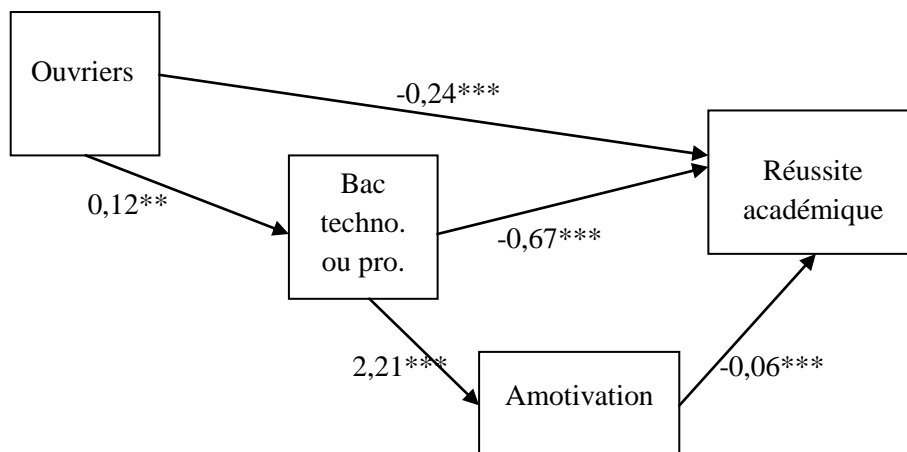 Ouvriers
-0,24***
Réussite
académique
0,12**
Bac
techno.
ou pro.
-0,67***
2,21***
Amotivation
-0,06***